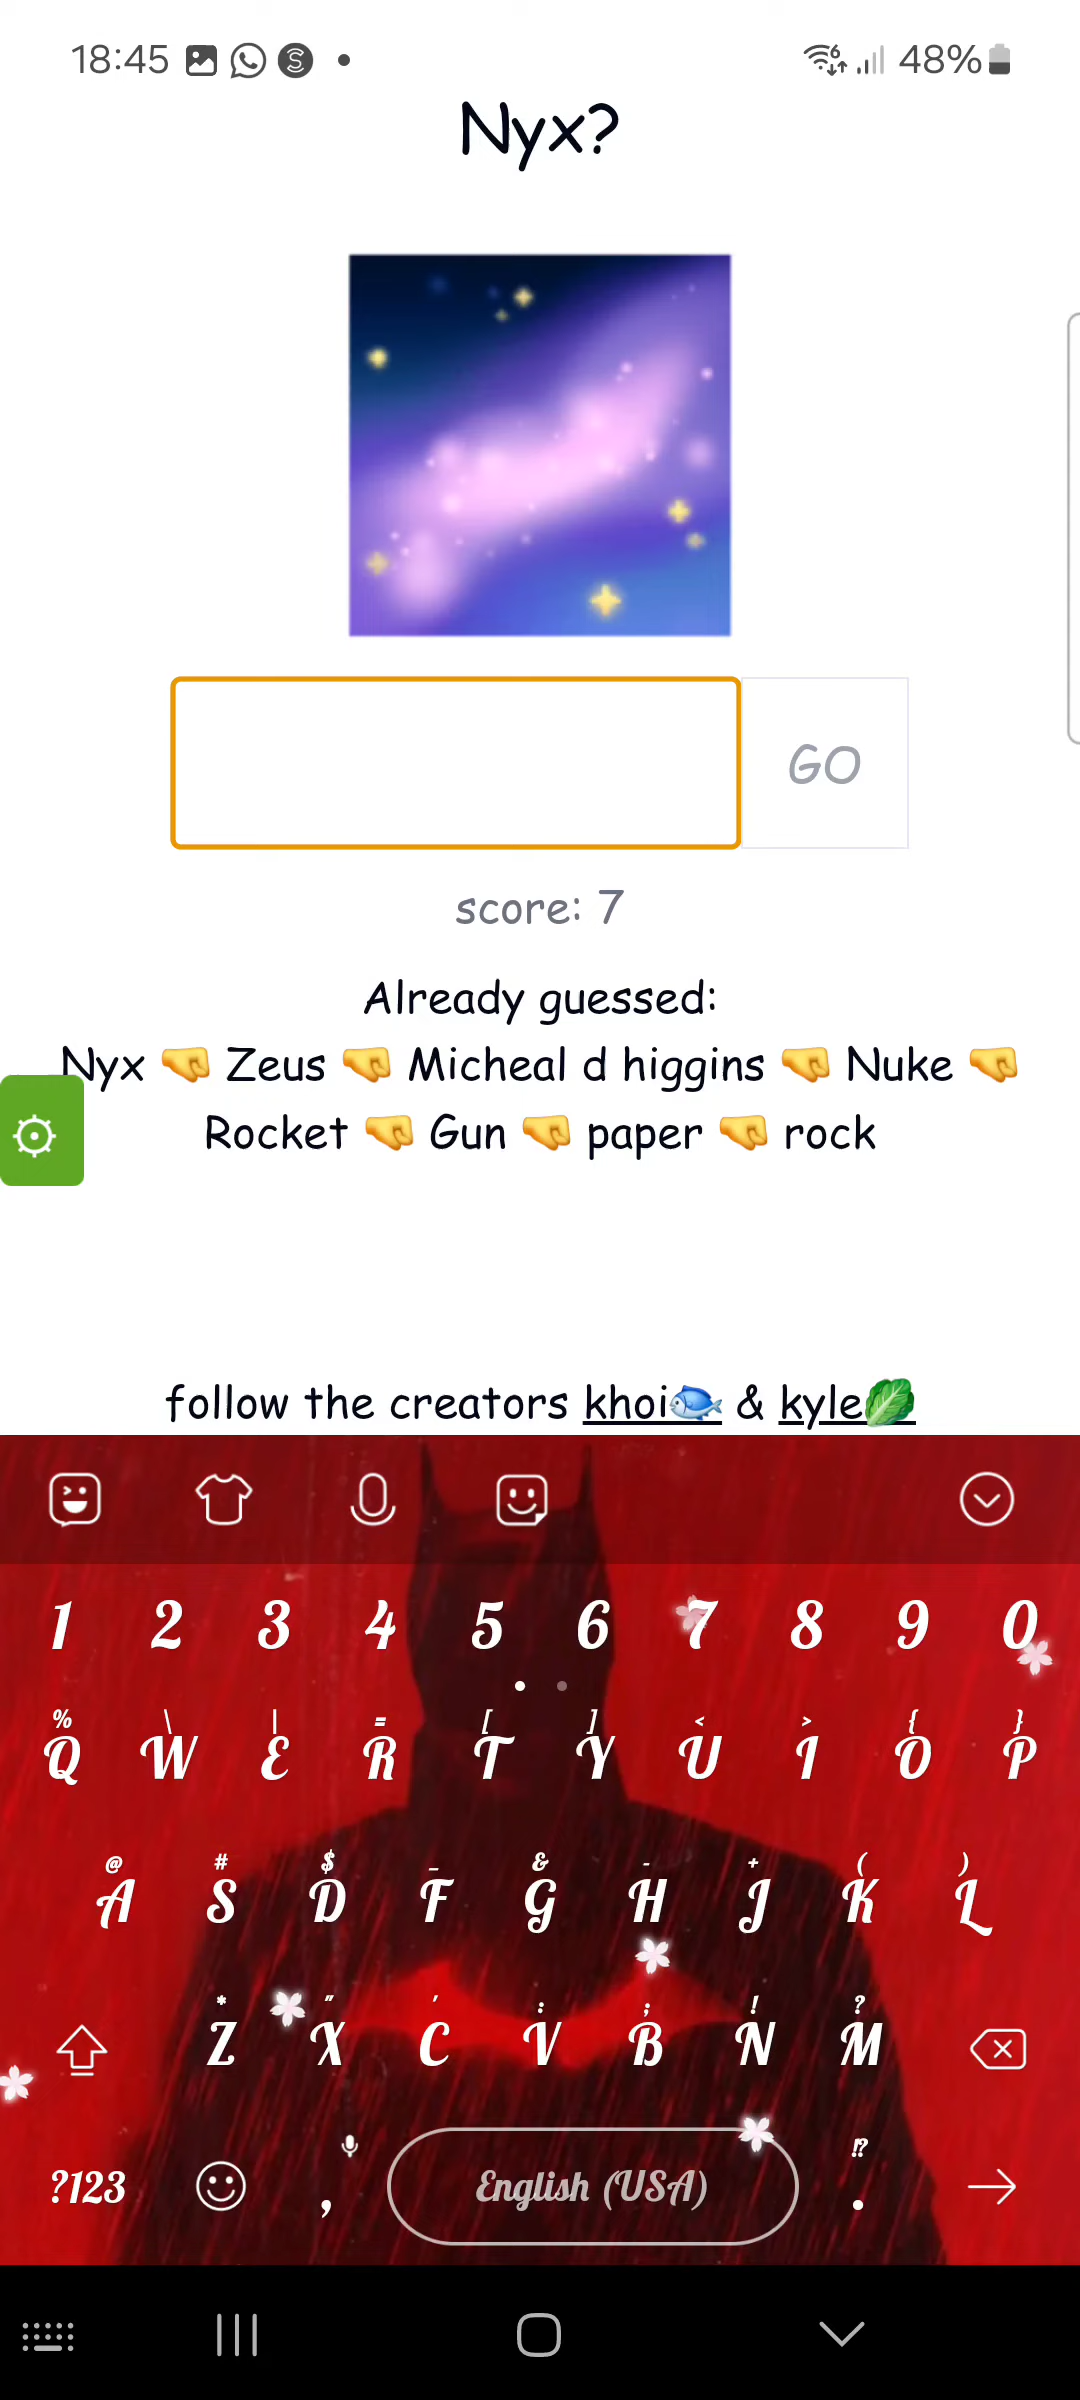 18:45 48%
Nyx?
GO
score: 7
Already guessed:
Nyx 🤜 Zeus 🤜 Micheal d higgins 🤜 Nuke 🤜
Rocket 🤜 Gun 🤜 paper 🤜 rock
follow the creators khoi🐟 & kyle🥬
1 2 3 4 5 6 7 8 9 0
% \ | = [ ] < > { }
Q W E R T Y U I O P
@ # $ _ & - + ( )
A S D F G H J K L
* " ' : ; ! ?
Z X C V B N M
!?
?123 , English (USA) .